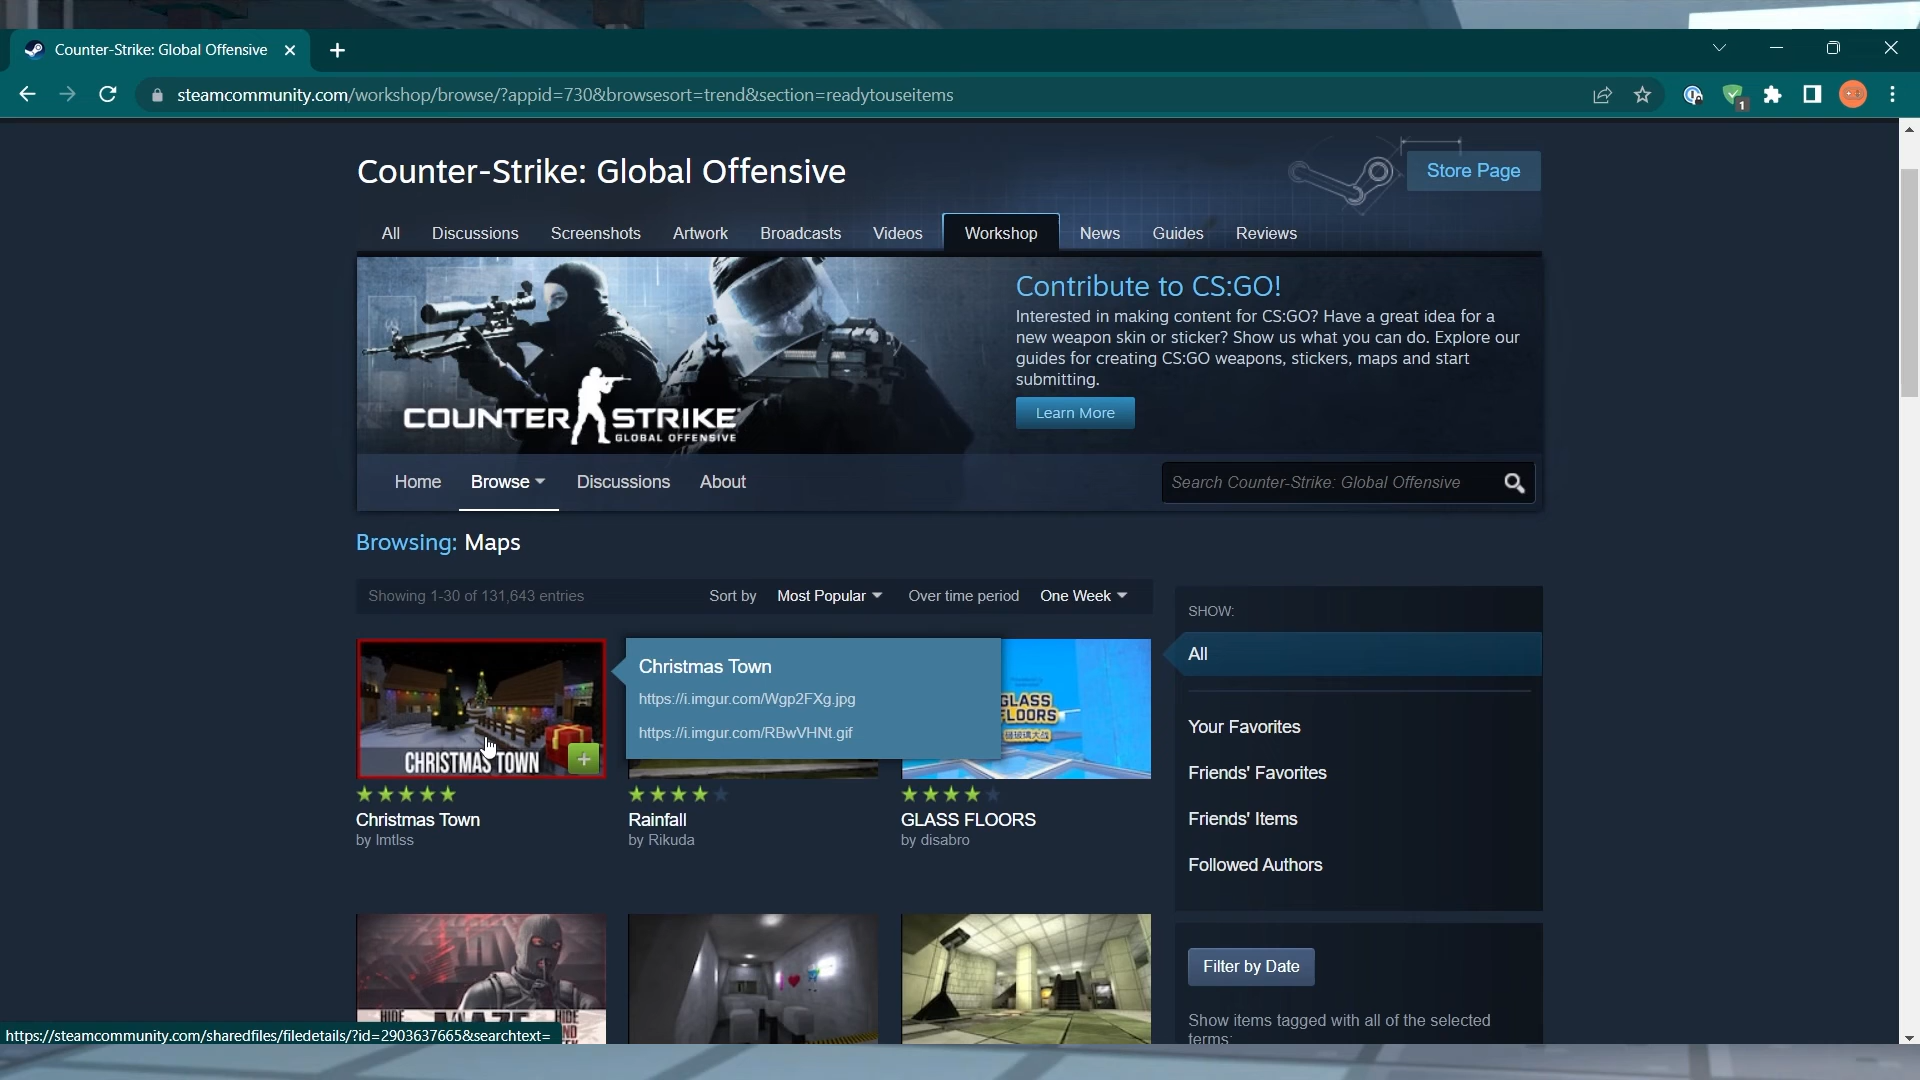 Counter-Strike: Global Offensive
steamcommunity.com/workshop/browse/?appid=730&browsesort=trend&section=readytouseitems
1
Counter-Strike: Global Offensive
Store Page
All Discussions Screenshots Artwork Broadcasts Videos Workshop News Guides Reviews
Contribute to CS:GO!
Interested in making content for CS:GO? Have a great idea for a
new weapon skin or sticker? Show us what you can do. Explore our
guides for creating CS:GO weapons, stickers, maps and start
submitting.
Learn More
COUNTER STRIKE
GLOBAL OFFENSIVE
Home Browse Discussions About
Search Counter-Strike: Global Offensive
Browsing: Maps
Showing 1-30 of 131,643 entries
Sort by Most Popular Over time period One Week
CHRISTMAS TOWN
Christmas Town
https://i.imgur.com/Wgp2FXg.jpg
https://i.imgur.com/RBwVHNt.gif
GLASS
FLOORS
Christmas Town
by lmtlss
Rainfall
by Rikuda
GLASS FLOORS
by disabro
SHOW:
All
Your Favorites
Friends' Favorites
Friends' Items
Followed Authors
Filter by Date
Show items tagged with all of the selected
terms:
HIDE
https://steamcommunity.com/sharedfiles/filedetails/?id=2903637665&searchtext=